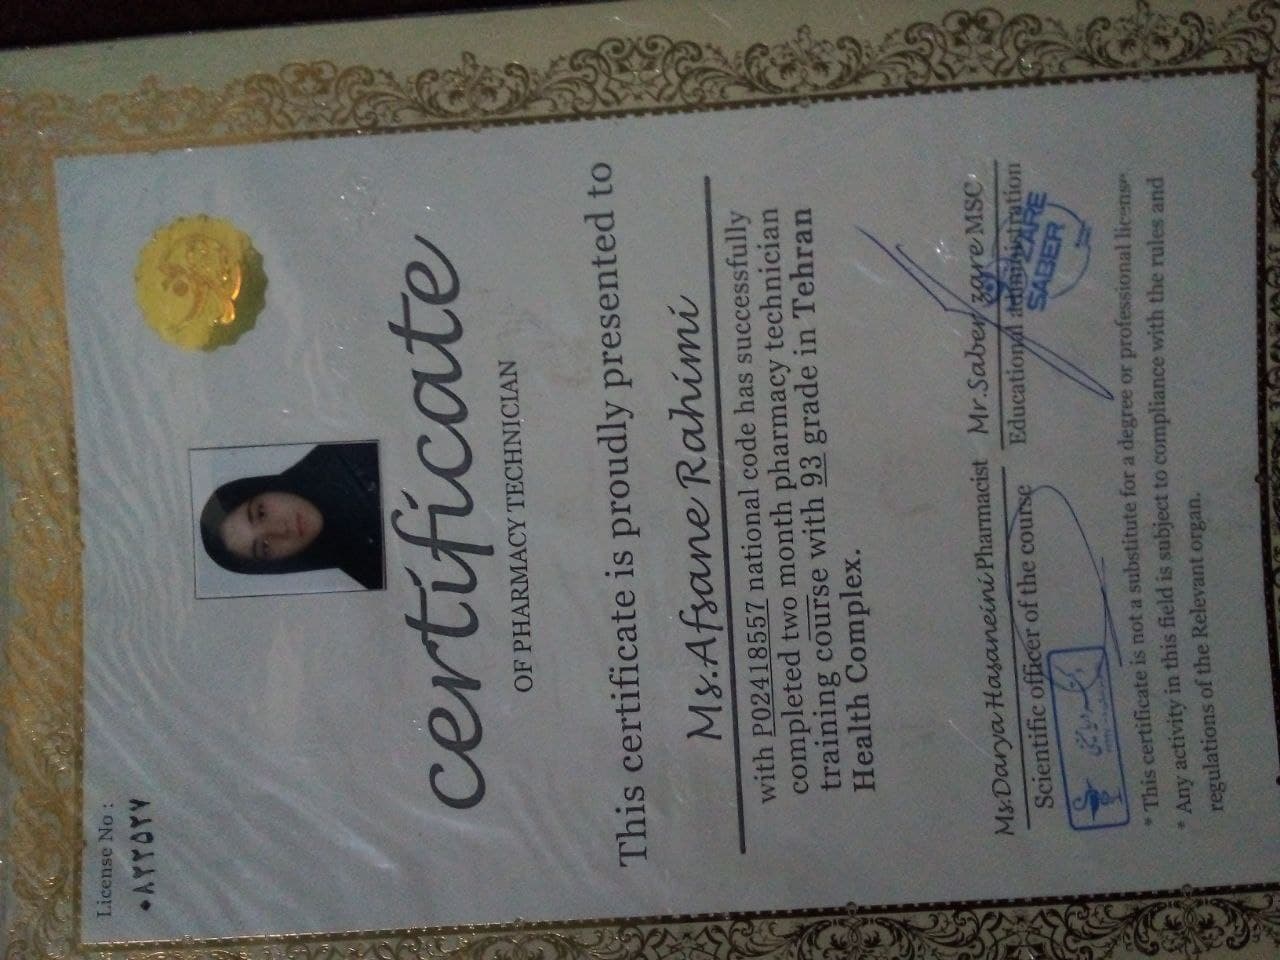 License No :
۰۸۲۲۵۲۷
certificate
OF PHARMACY TECHNICIAN
This certificate is proudly presented to
Ms.Afsane Rahimi
with P02418557 national code has successfully
completed two month pharmacy technician
training course with 93 grade in Tehran
Health Complex.
Ms.Darya Hasaneini Pharmacist
Scientific officer of the course
Mr.Saber zare MSC
Educational administration
ZARE
SABER
* This certificate is not a substitute for a degree or professional license.
* Any activity in this field is subject to compliance with the rules and
regulations of the Relevant organ.